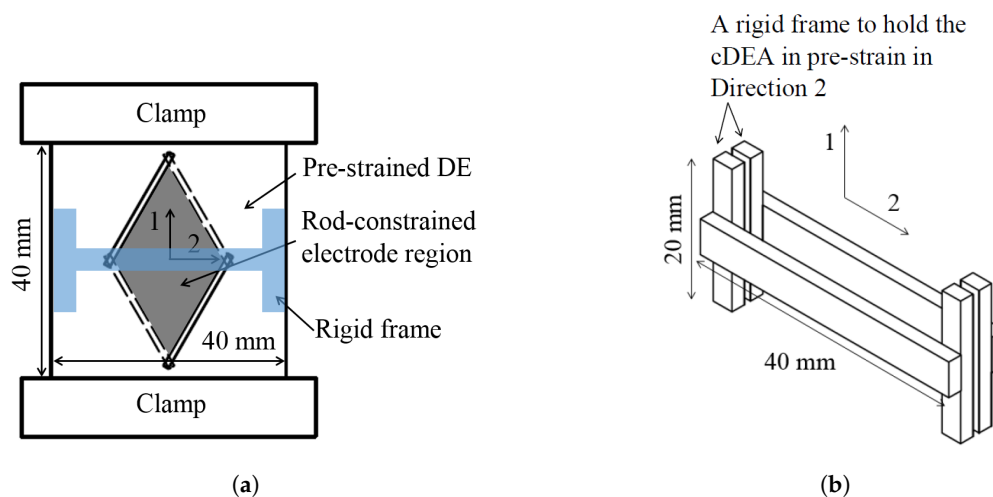 Clamp
Pre-strained DE
1
Rod-constrained
2
electrode region
40 mm
Rigid frame
40 mm
Clamp
(a)
A rigid frame to hold the
cDEA in pre-strain in
Direction 2
1
2
20 mm
40 mm
(b)